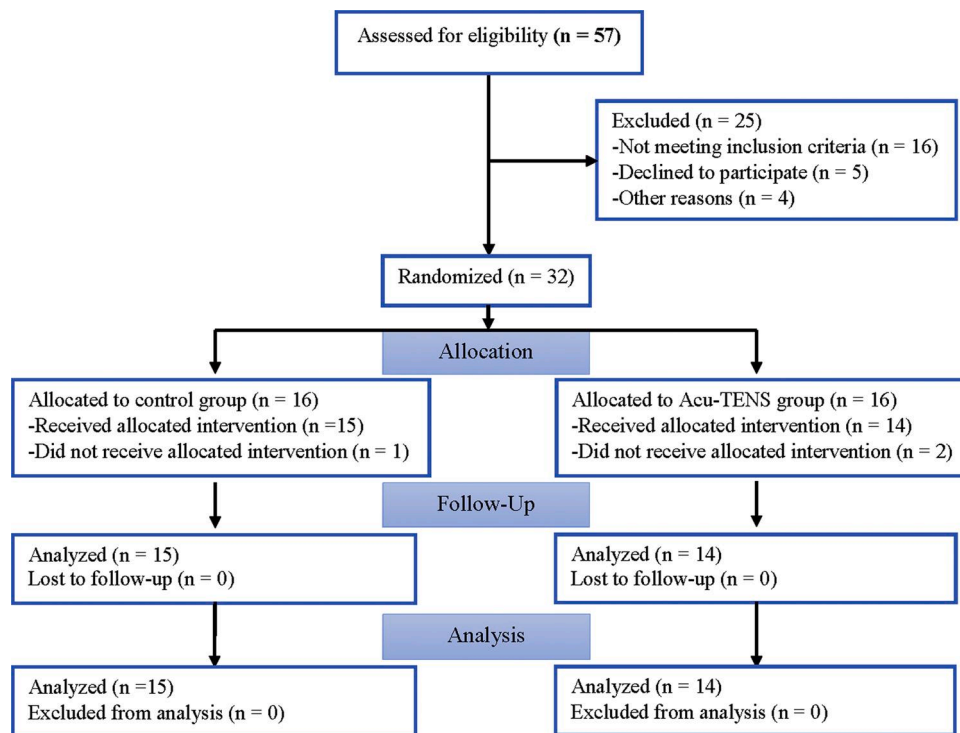 Assessed for eligibility (n = 57)
Excluded (n = 25)
-Not meeting inclusion criteria (n = 16)
-Declined to participate (n = 5)
-Other reasons (n = 4)
Randomized (n = 32)
Allocation
Allocated to control group (n = 16)
-Received allocated intervention (n =15)
-Did not receive allocated intervention (n = 1)
Allocated to Acu-TENS group (n = 16)
-Received allocated intervention (n = 14)
-Did not receive allocated intervention (n = 2)
Follow-Up
Analyzed (n = 15)
Lost to follow-up (n = 0)
Analyzed (n = 14)
Lost to follow-up (n = 0)
Analysis
Analyzed (n =15)
Excluded from analysis (n = 0)
Analyzed (n = 14)
Excluded from analysis (n = 0)